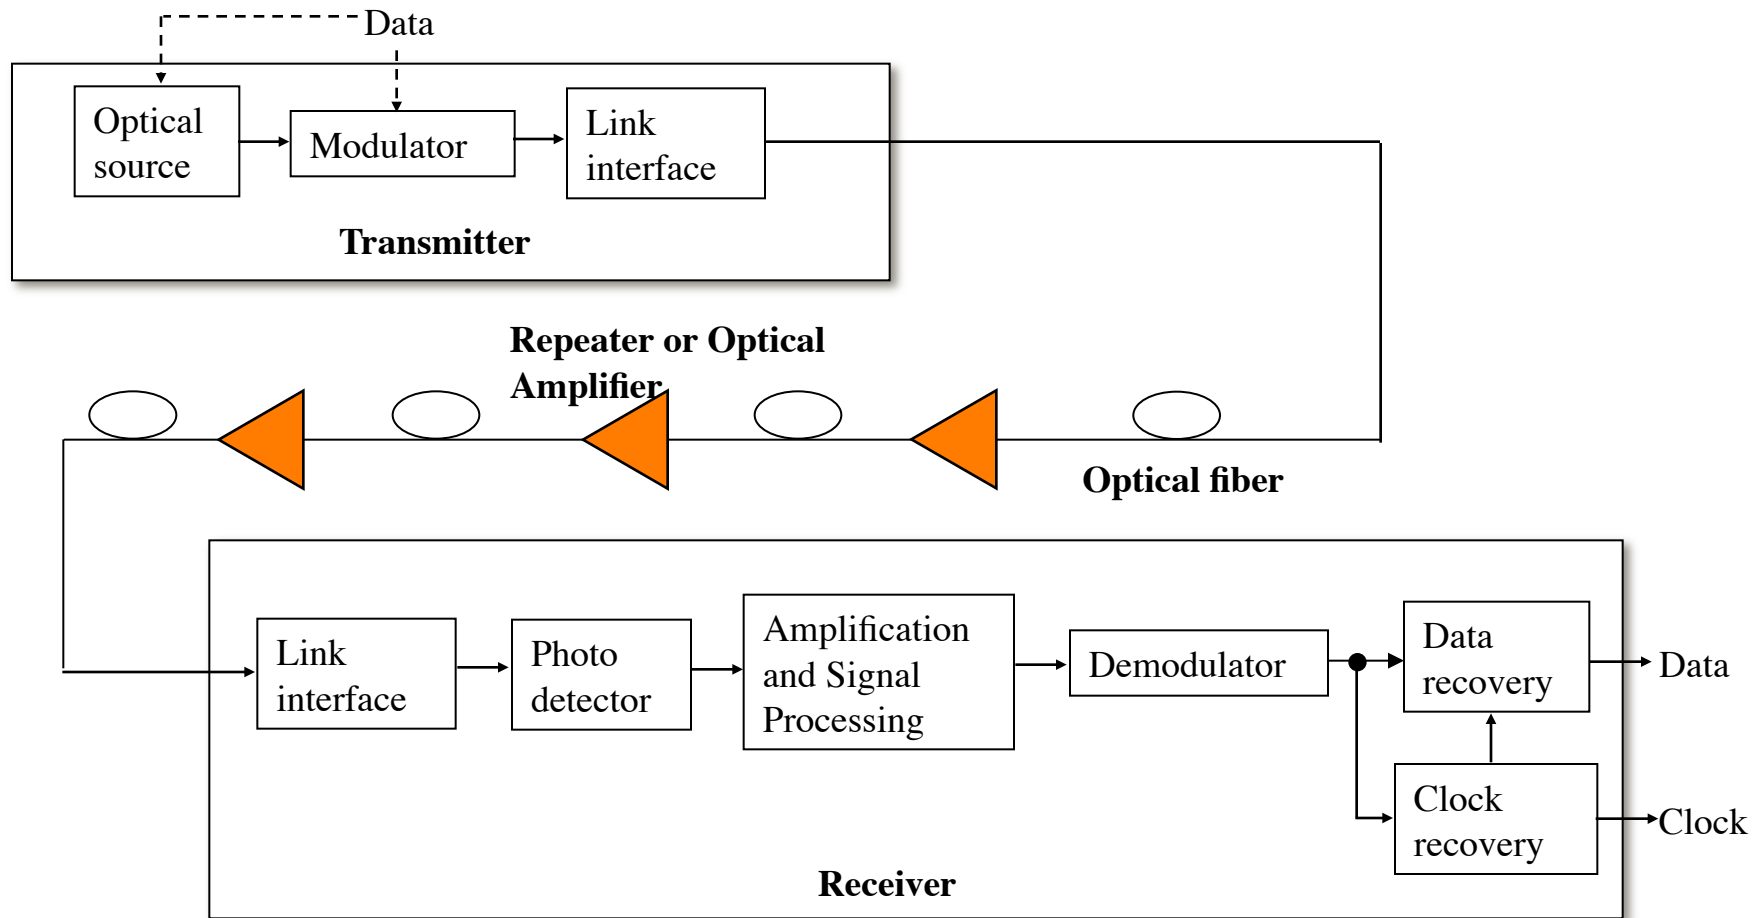 Data
Optical
source
Modulator
Link
interface
Transmitter
Repeater or Optical
Amplifier
Optical fiber
Link
interface
Photo
detector
Amplification
and Signal
Processing
Demodulator
Data
recovery
Data
Clock
recovery
Clock
Receiver